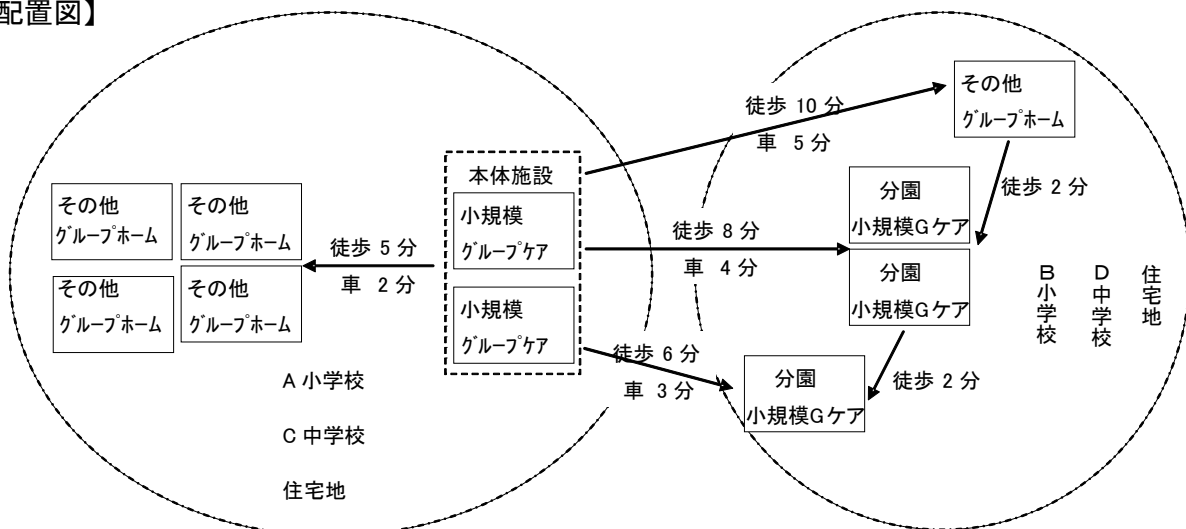 配置図】
その他
グループホーム
その他
グループホーム
その他
グループホーム
その他
グループホーム
徒歩 5 分
車 2 分
A 小学校
C 中学校
住宅地
本体施設
小規模
グループケア
小規模
グループケア
徒歩 10 分
車 5 分
徒歩 8 分
車 4 分
徒歩 6 分
車 3 分
その他
グループホーム
徒歩 2 分
分園
小規模Gケア
分園
小規模Gケア
徒歩 2 分
分園
小規模Gケア
B小学校
D中学校
住宅地